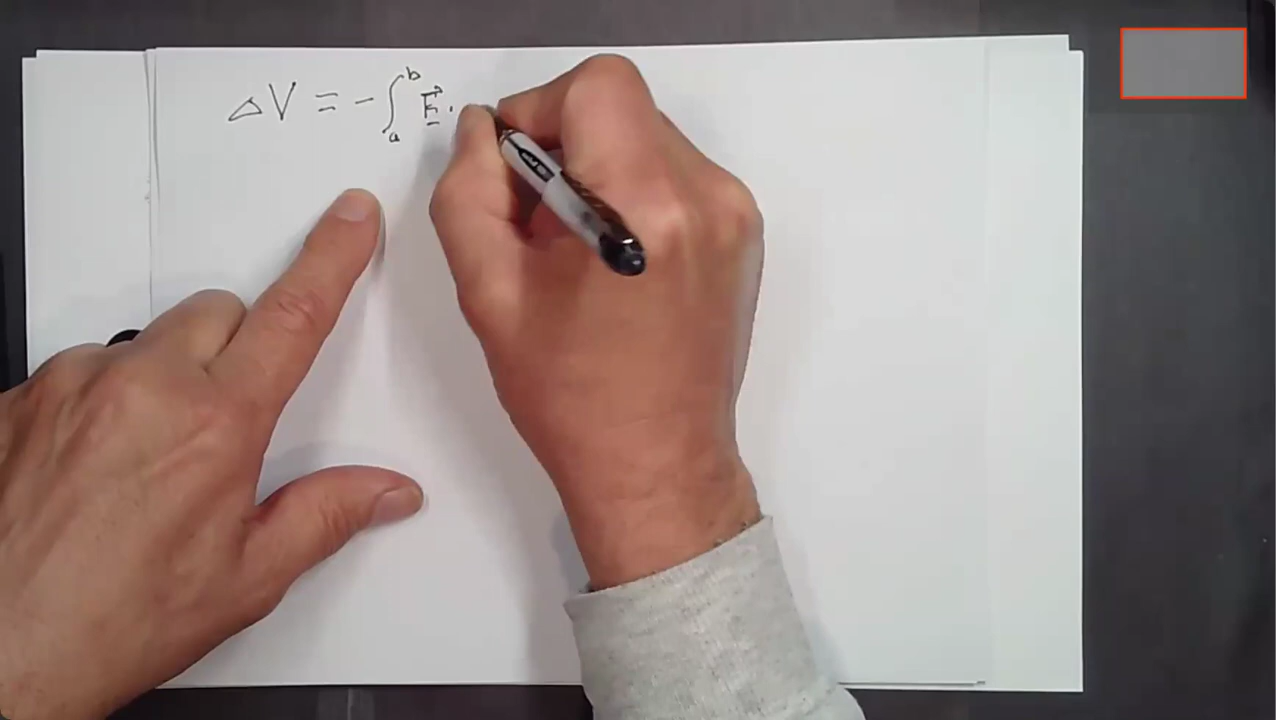 ΔV = - ∫ₐᵇ E⃗ ·